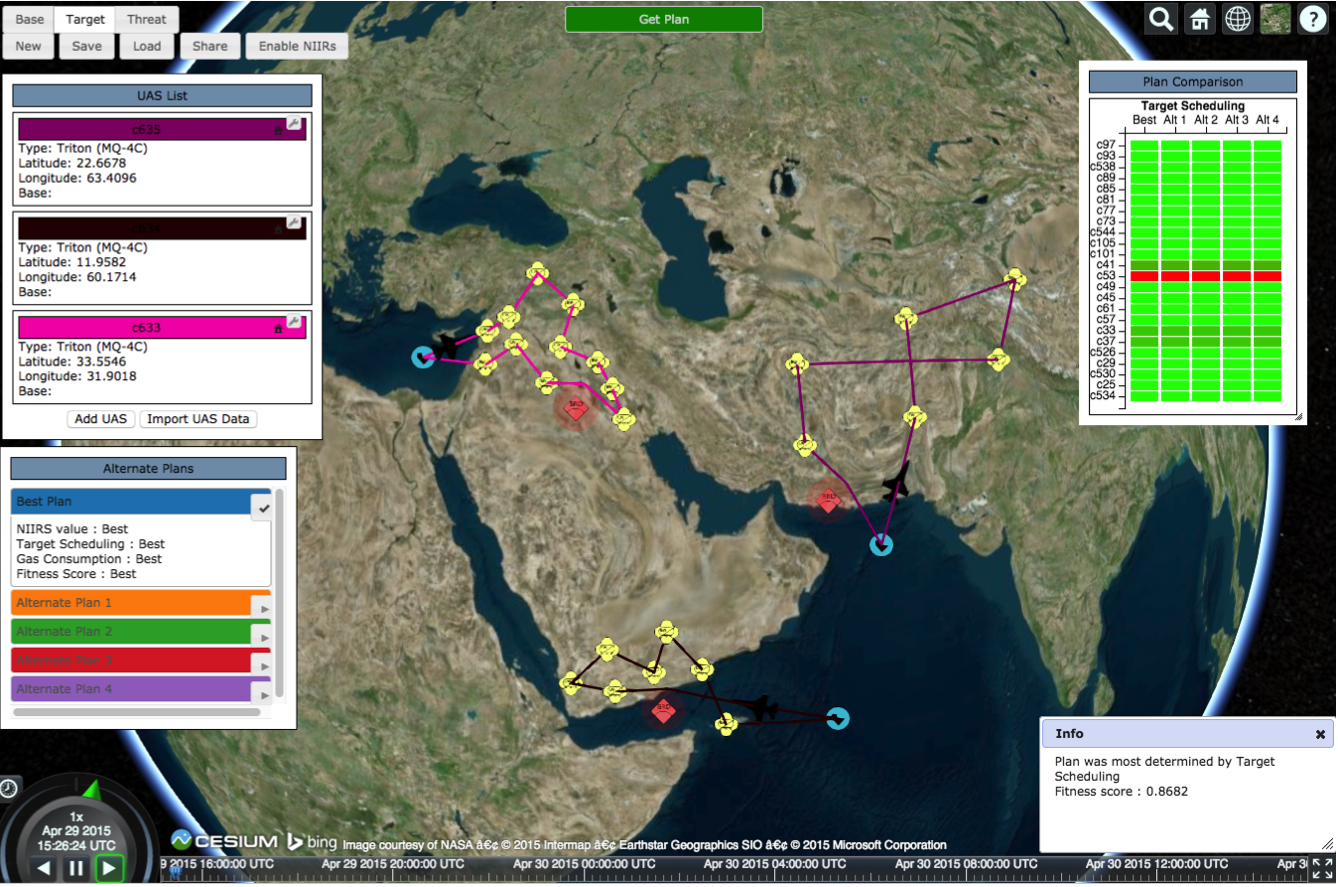 Base Target Threat
New Save Load Share Enable NIIRs
Get Plan
?
UAS List
c635
Type: Triton (MQ-4C)
Latitude: 22.6678
Longitude: 63.4096
Base:
Type: Triton (MQ-4C)
Latitude: 11.9582
Longitude: 60.1714
Base:
c633
Type: Triton (MQ-4C)
Latitude: 33.5546
Longitude: 31.9018
Base:
Add UAS Import UAS Data
Alternate Plans
Best Plan
NIIRS value : Best
Target Scheduling : Best
Gas Consumption : Best
Fitness Score : Best
Alternate Plan 1
Alternate Plan 2
Alternate Plan 3
Alternate Plan 4
Plan Comparison
Target Scheduling
Best Alt 1 Alt 2 Alt 3 Alt 4
c97
c93
c538
c89
c85
c81
c77
c73
c544
c105
c101
c41
c53
c49
c45
c61
c57
c33
c37
c526
c29
c530
c25
c534
SRD
SRD
SRD
Info
Plan was most determined by Target
Scheduling
Fitness score : 0.8682
1x
Apr 29 2015
15:26:24 UTC
CESIUM bing Image courtesy of NASA â€¢ © 2015 Intermap â€¢ Earthstar Geographics SIO â€¢ © 2015 Microsoft Corporation
9 2015 16:00:00 UTC Apr 29 2015 20:00:00 UTC Apr 30 2015 00:00:00 UTC Apr 30 2015 04:00:00 UTC Apr 30 2015 08:00:00 UTC Apr 30 2015 12:00:00 UTC Apr 30